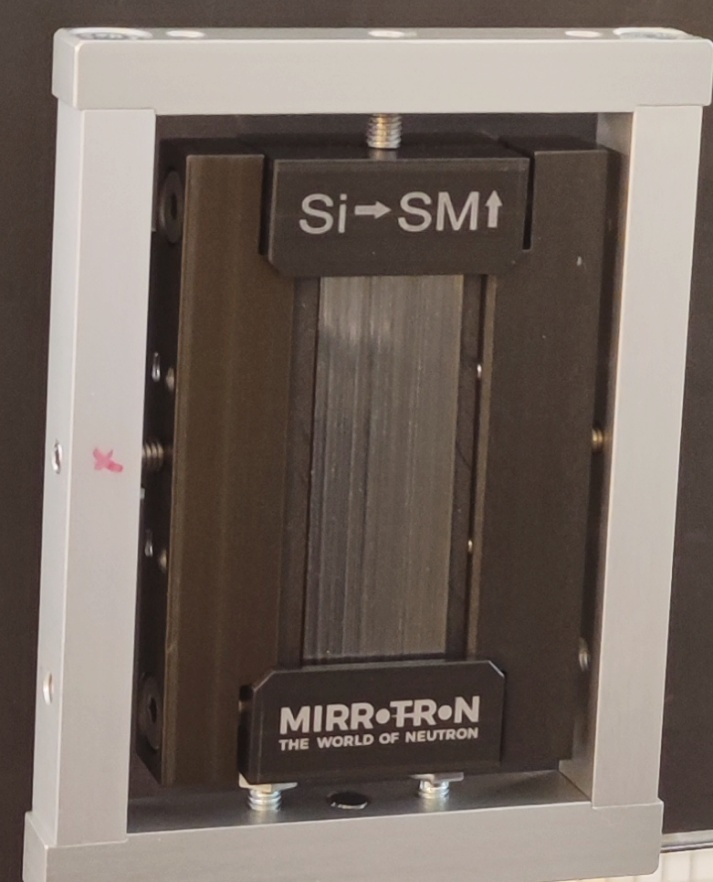 Si→SM↑
MIRR•TR•N
THE WORLD OF NEUTRON